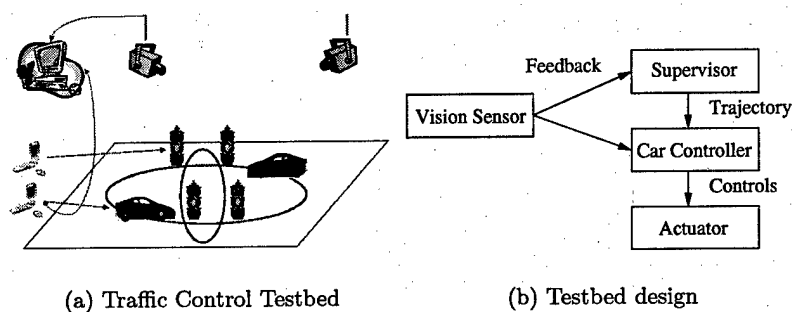 Feedback
Supervisor
Vision Sensor
Trajectory
Car Controller
Controls
Actuator
(a) Traffic Control Testbed
(b) Testbed design